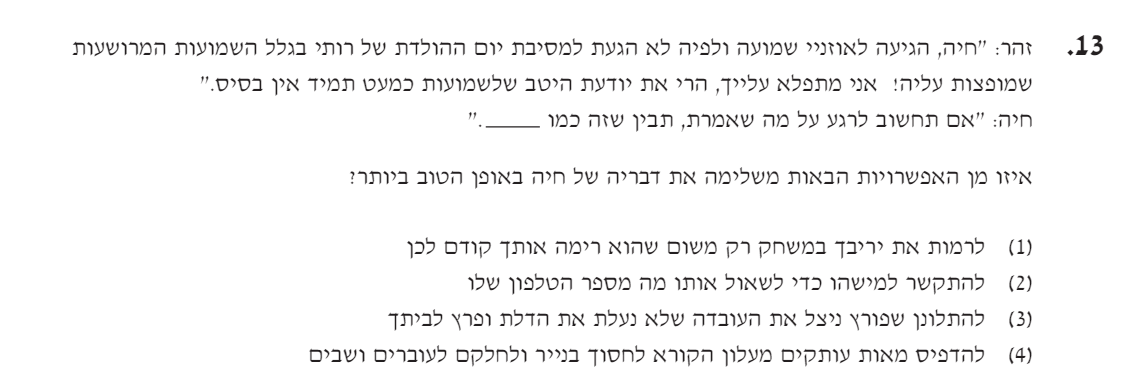 13. זהר: "חיה, הגיעה לאוזניי שמועה ולפיה לא הגעת למסיבת יום ההולדת של רותי בגלל השמועות המרושעות
שמופצות עליה! אני מתפלא עלייך, הרי את יודעת היטב שלשמועות כמעט תמיד אין בסיס."
חיה: "אם תחשוב לרגע על מה שאמרת, תבין שזה כמו _____."
איזו מן האפשרויות הבאות משלימה את דבריה של חיה באופן הטוב ביותר?
(1) לרמות את יריבך במשחק רק משום שהוא רימה אותך קודם לכן
(2) להתקשר למישהו כדי לשאול אותו מה מספר הטלפון שלו
(3) להתלונן שפורץ ניצל את העובדה שלא נעלת את הדלת ופרץ לביתך
(4) להדפיס מאות עותקים מעלון הקורא לחסוך בנייר ולחלקם לעוברים ושבים